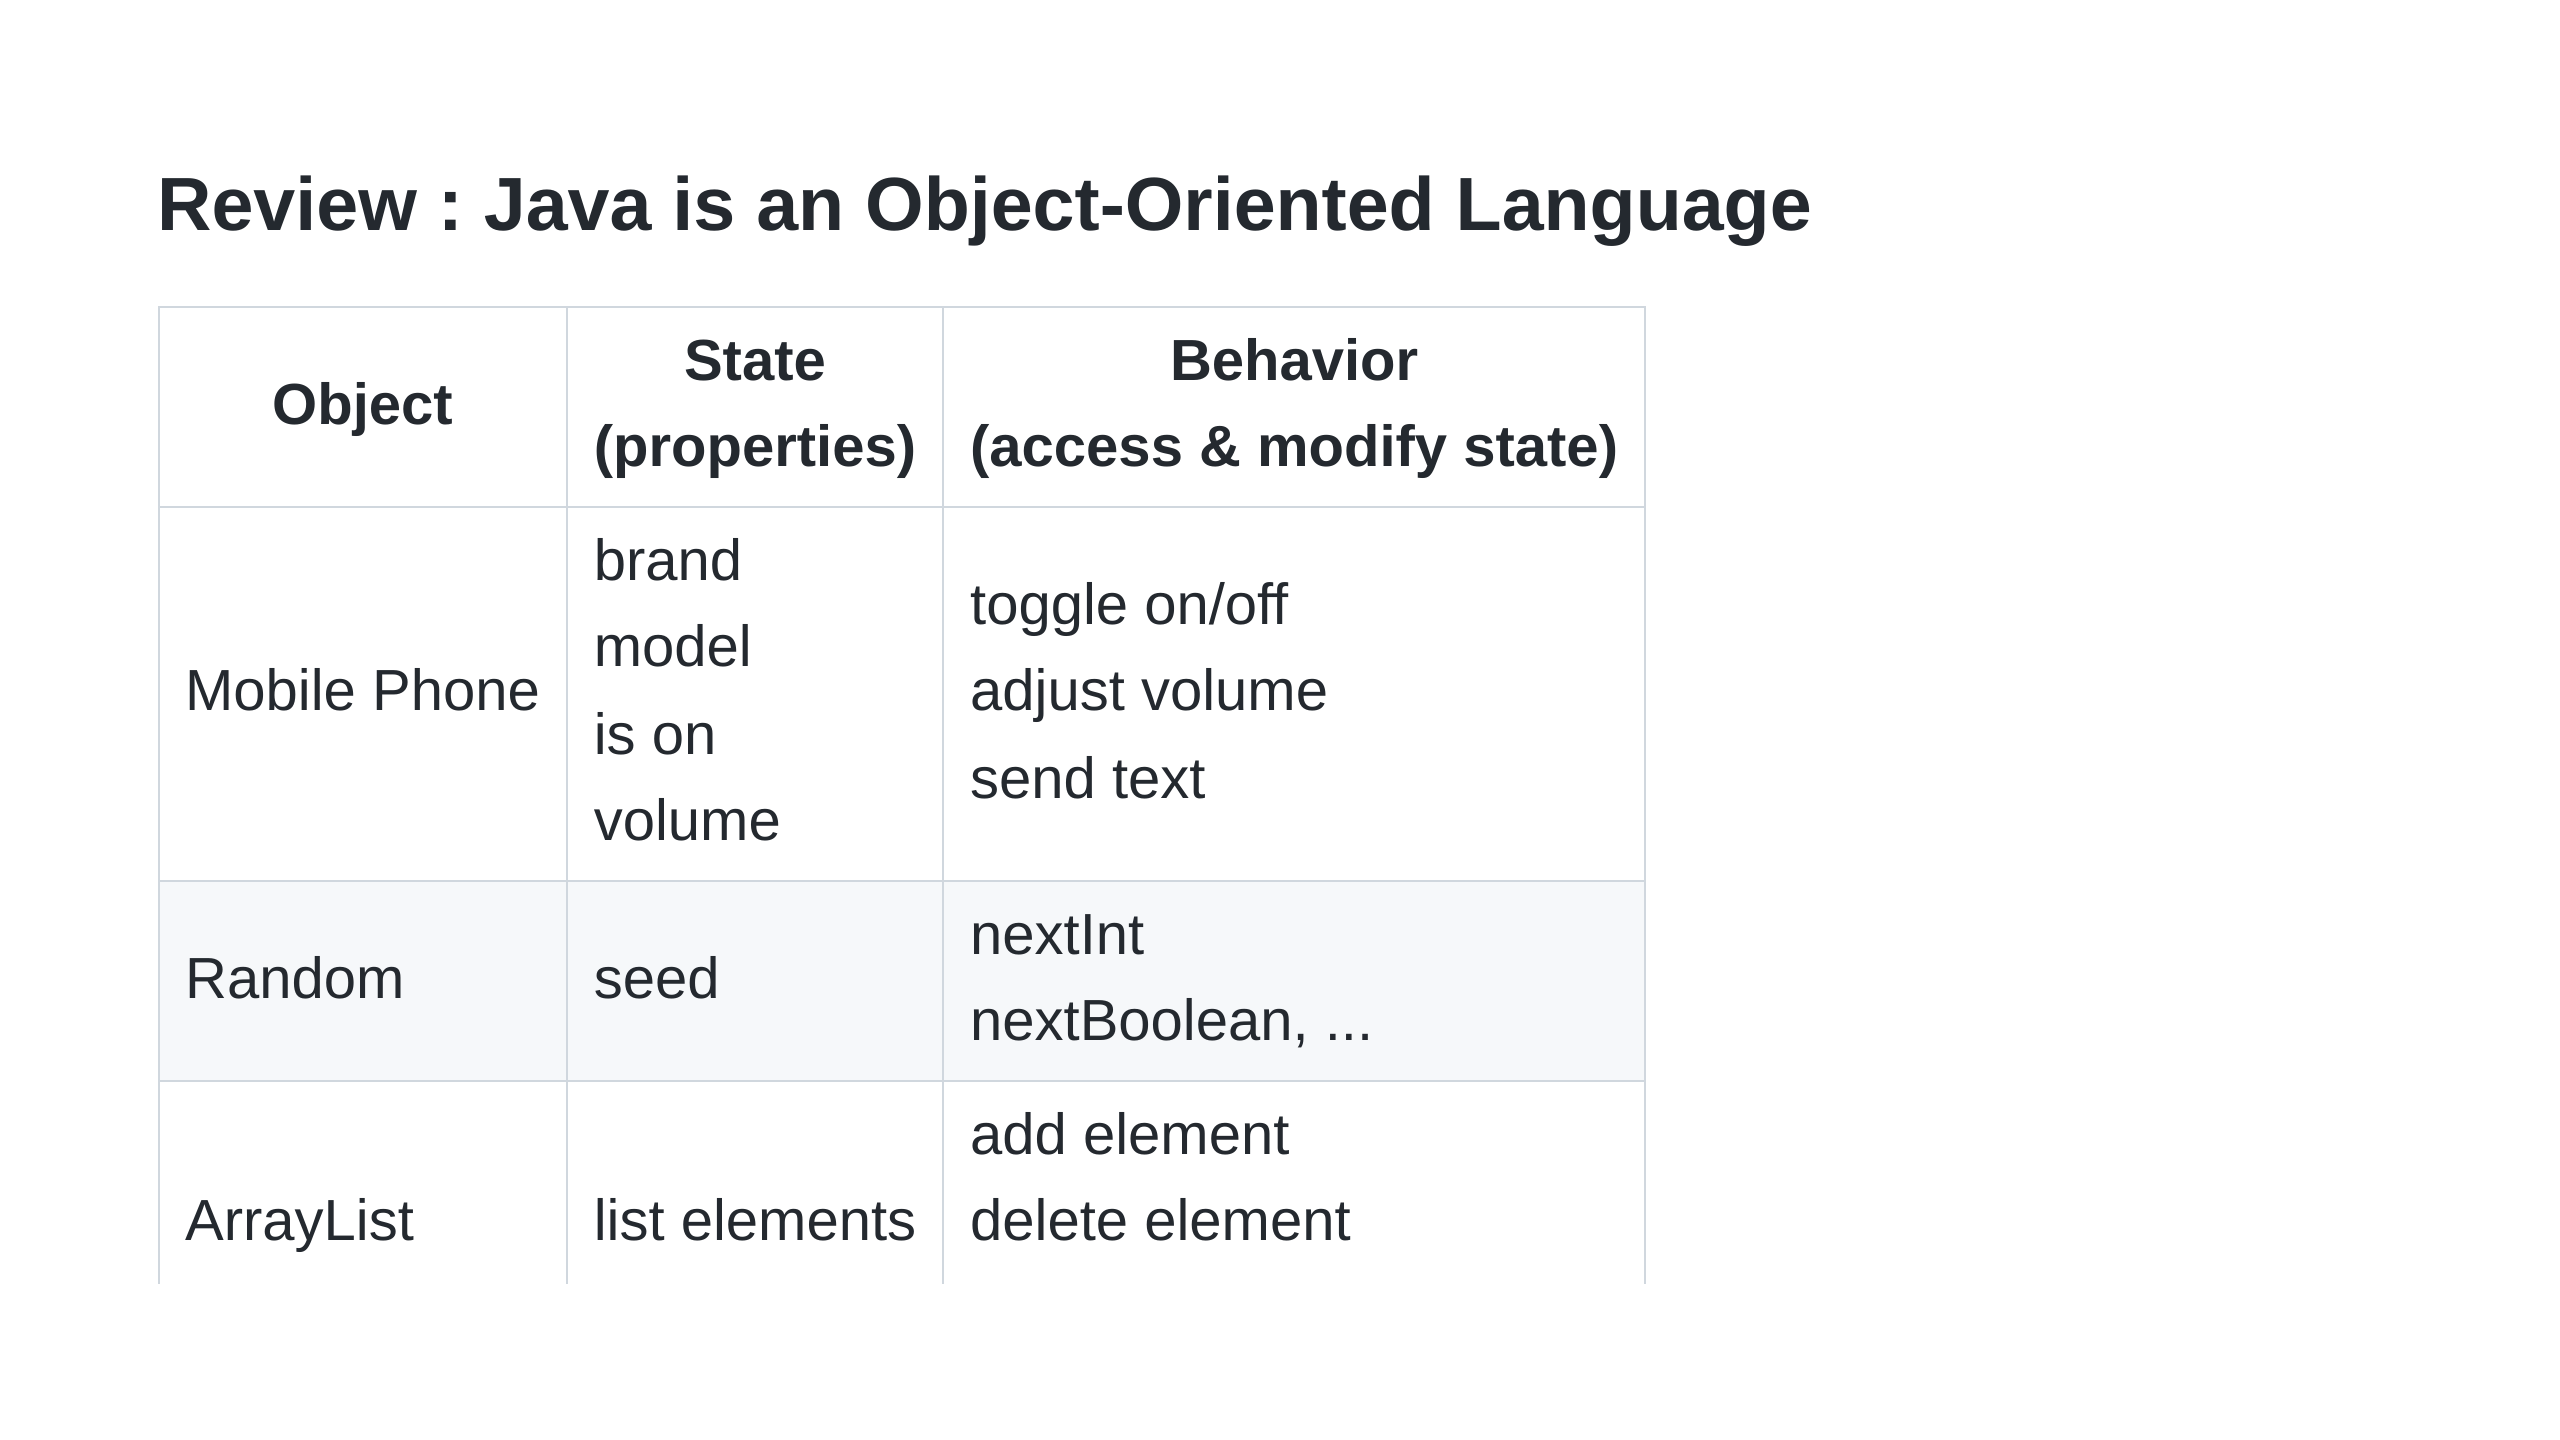 Review : Java is an Object-Oriented Language
Object
State
(properties)
Behavior
(access & modify state)
Mobile Phone
brand
model
is on
volume
toggle on/off
adjust volume
send text
Random
seed
nextInt
nextBoolean, ...
ArrayList
list elements
add element
delete element